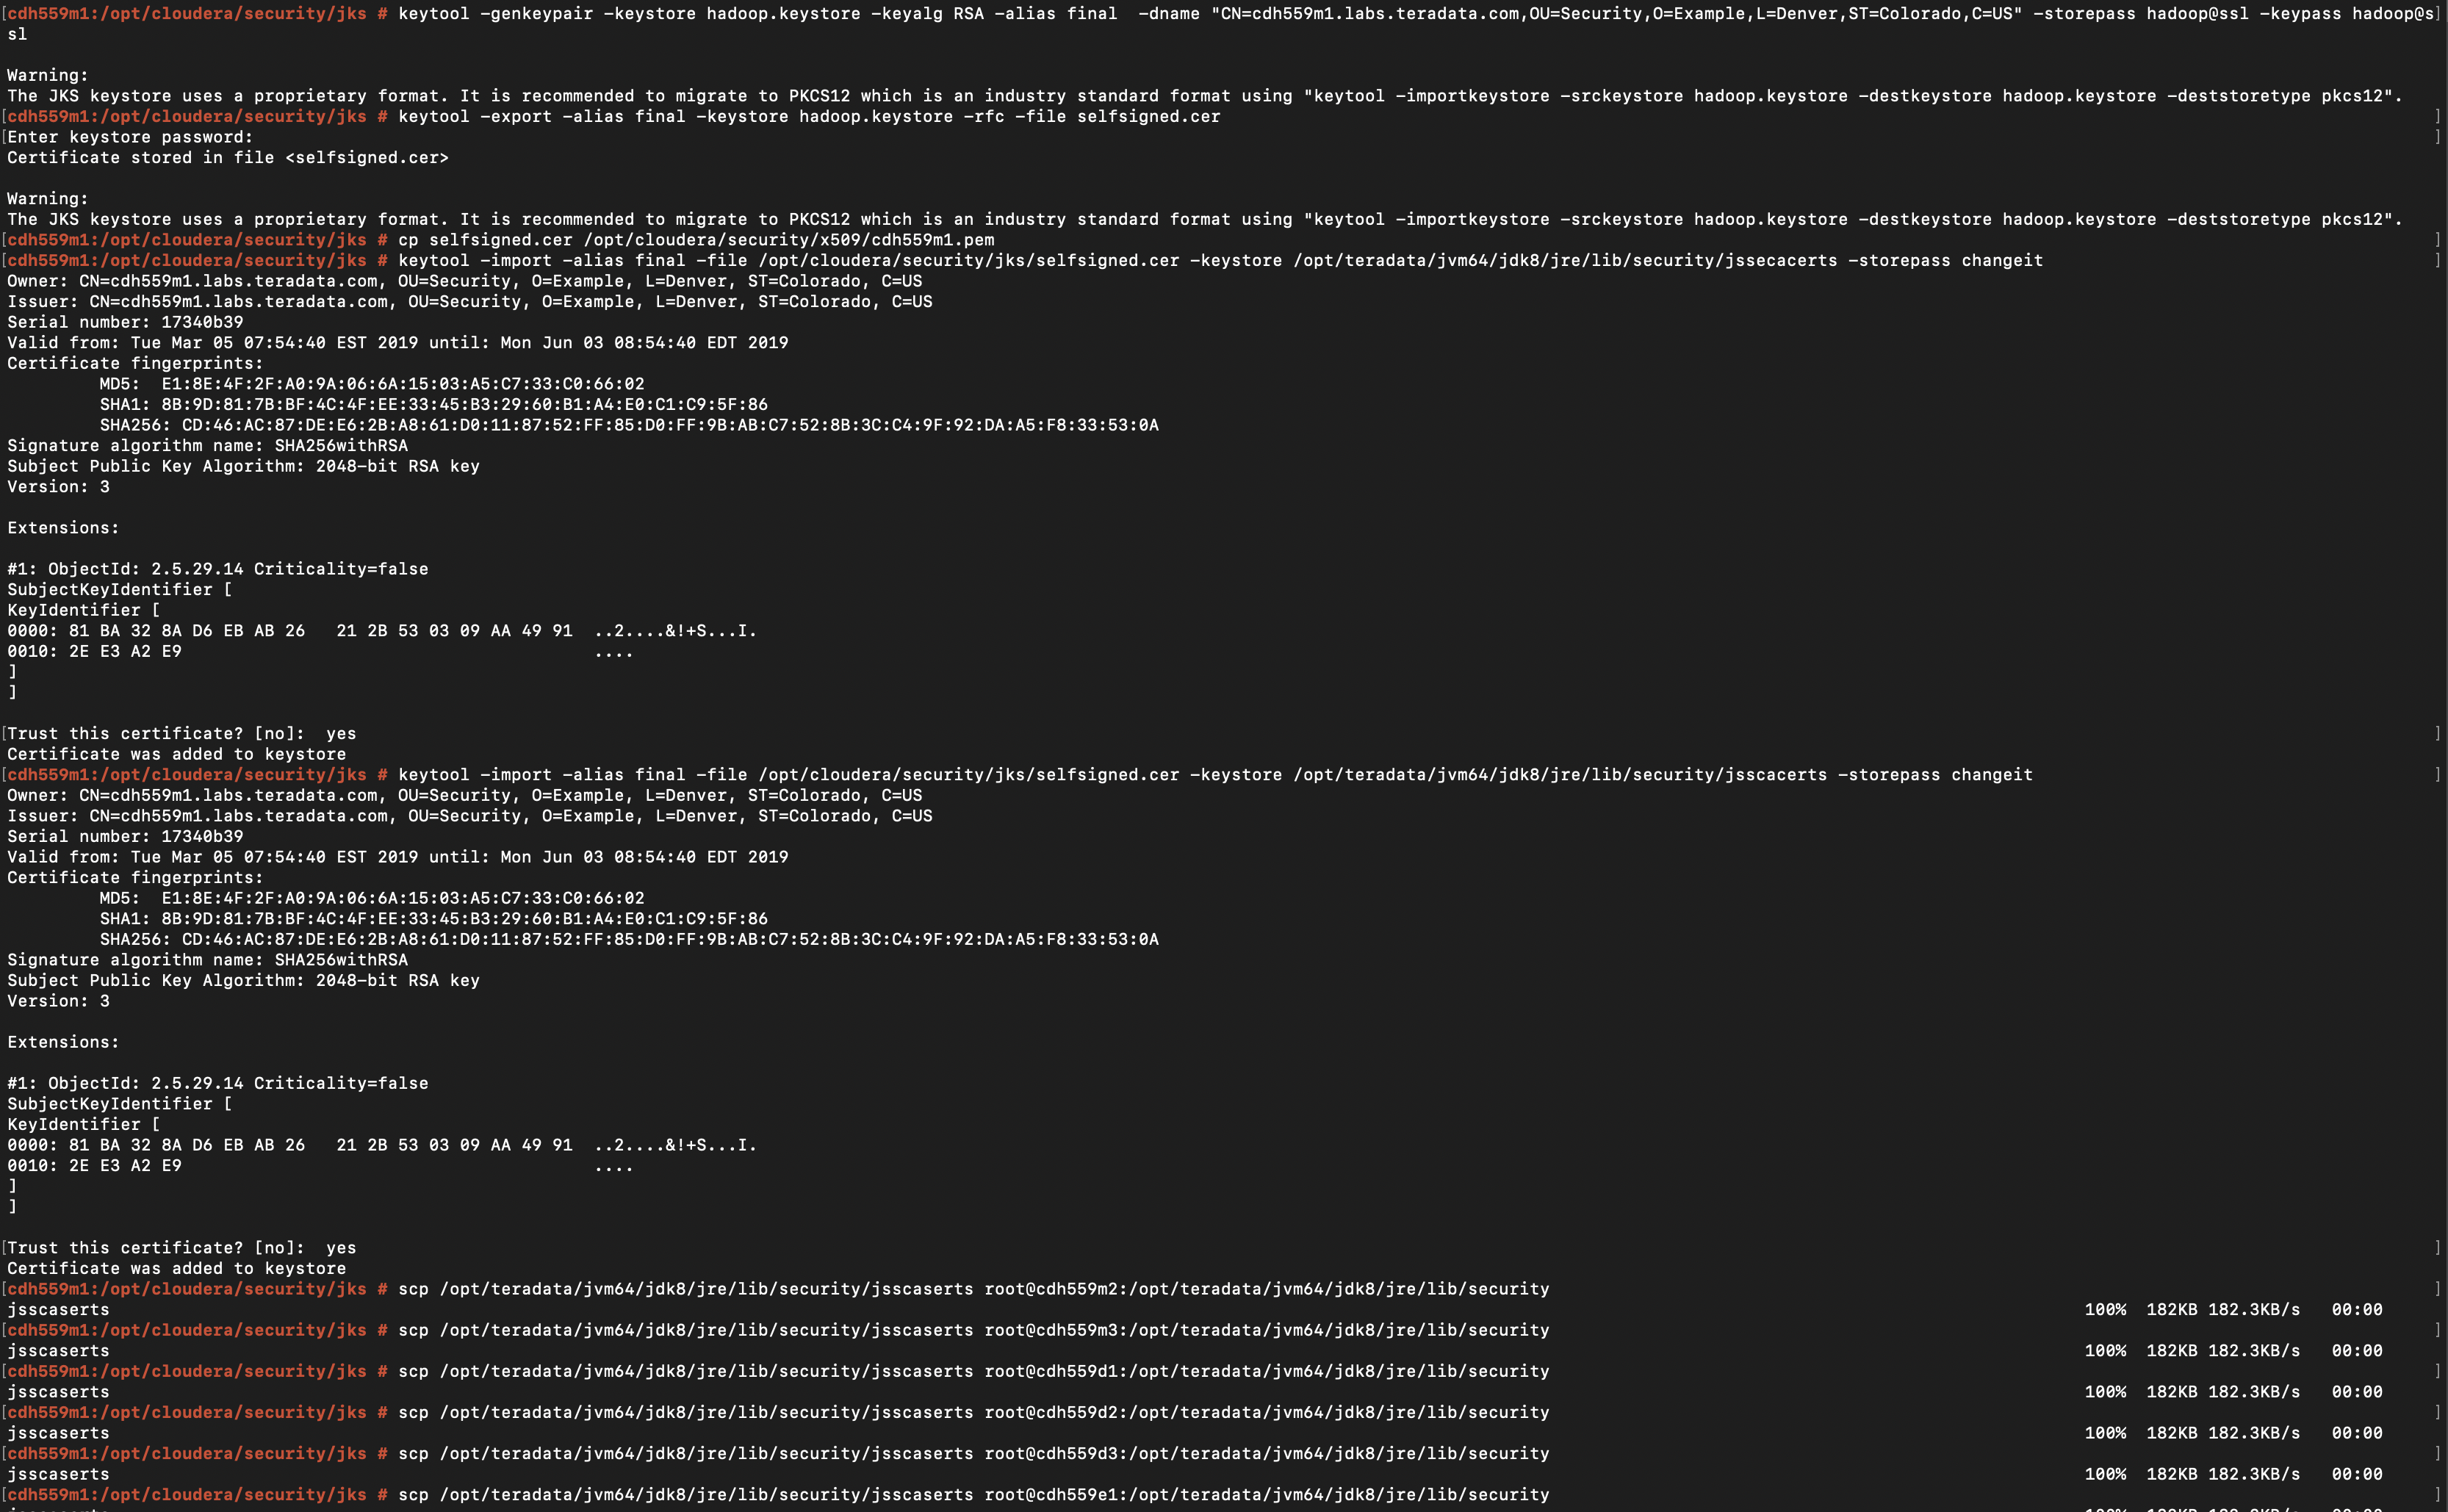 [cdh559m1:/opt/cloudera/security/jks # keytool -genkeypair -keystore hadoop.keystore -keyalg RSA -alias final  -dname "CN=cdh559m1.labs.teradata.com,OU=Security,O=Example,L=Denver,ST=Colorado,C=US" -storepass hadoop@ssl -keypass hadoop@s]
sl

Warning:
The JKS keystore uses a proprietary format. It is recommended to migrate to PKCS12 which is an industry standard format using "keytool -importkeystore -srckeystore hadoop.keystore -destkeystore hadoop.keystore -deststoretype pkcs12".
[cdh559m1:/opt/cloudera/security/jks # keytool -export -alias final -keystore hadoop.keystore -rfc -file selfsigned.cer ]
[Enter keystore password: ]
Certificate stored in file <selfsigned.cer>

Warning:
The JKS keystore uses a proprietary format. It is recommended to migrate to PKCS12 which is an industry standard format using "keytool -importkeystore -srckeystore hadoop.keystore -destkeystore hadoop.keystore -deststoretype pkcs12".
[cdh559m1:/opt/cloudera/security/jks # cp selfsigned.cer /opt/cloudera/security/x509/cdh559m1.pem ]
[cdh559m1:/opt/cloudera/security/jks # keytool -import -alias final -file /opt/cloudera/security/jks/selfsigned.cer -keystore /opt/teradata/jvm64/jdk8/jre/lib/security/jssecacerts -storepass changeit ]
Owner: CN=cdh559m1.labs.teradata.com, OU=Security, O=Example, L=Denver, ST=Colorado, C=US
Issuer: CN=cdh559m1.labs.teradata.com, OU=Security, O=Example, L=Denver, ST=Colorado, C=US
Serial number: 17340b39
Valid from: Tue Mar 05 07:54:40 EST 2019 until: Mon Jun 03 08:54:40 EDT 2019
Certificate fingerprints:
MD5:  E1:8E:4F:2F:A0:9A:06:6A:15:03:A5:C7:33:C0:66:02
SHA1: 8B:9D:81:7B:BF:4C:4F:EE:33:45:B3:29:60:B1:A4:E0:C1:C9:5F:86
SHA256: CD:46:AC:87:DE:E6:2B:A8:61:D0:11:87:52:FF:85:D0:FF:9B:AB:C7:52:8B:3C:C4:9F:92:DA:A5:F8:33:53:0A
Signature algorithm name: SHA256withRSA
Subject Public Key Algorithm: 2048-bit RSA key
Version: 3

Extensions:

#1: ObjectId: 2.5.29.14 Criticality=false
SubjectKeyIdentifier [
KeyIdentifier [
0000: 81 BA 32 8A D6 EB AB 26   21 2B 53 03 09 AA 49 91  ..2....&!+S...I.
0010: 2E E3 A2 E9                                        ....
]
]

[Trust this certificate? [no]:  yes ]
Certificate was added to keystore
[cdh559m1:/opt/cloudera/security/jks # keytool -import -alias final -file /opt/cloudera/security/jks/selfsigned.cer -keystore /opt/teradata/jvm64/jdk8/jre/lib/security/jsscacerts -storepass changeit ]
Owner: CN=cdh559m1.labs.teradata.com, OU=Security, O=Example, L=Denver, ST=Colorado, C=US
Issuer: CN=cdh559m1.labs.teradata.com, OU=Security, O=Example, L=Denver, ST=Colorado, C=US
Serial number: 17340b39
Valid from: Tue Mar 05 07:54:40 EST 2019 until: Mon Jun 03 08:54:40 EDT 2019
Certificate fingerprints:
MD5:  E1:8E:4F:2F:A0:9A:06:6A:15:03:A5:C7:33:C0:66:02
SHA1: 8B:9D:81:7B:BF:4C:4F:EE:33:45:B3:29:60:B1:A4:E0:C1:C9:5F:86
SHA256: CD:46:AC:87:DE:E6:2B:A8:61:D0:11:87:52:FF:85:D0:FF:9B:AB:C7:52:8B:3C:C4:9F:92:DA:A5:F8:33:53:0A
Signature algorithm name: SHA256withRSA
Subject Public Key Algorithm: 2048-bit RSA key
Version: 3

Extensions:

#1: ObjectId: 2.5.29.14 Criticality=false
SubjectKeyIdentifier [
KeyIdentifier [
0000: 81 BA 32 8A D6 EB AB 26   21 2B 53 03 09 AA 49 91  ..2....&!+S...I.
0010: 2E E3 A2 E9                                        ....
]
]

[Trust this certificate? [no]:  yes ]
Certificate was added to keystore
[cdh559m1:/opt/cloudera/security/jks # scp /opt/teradata/jvm64/jdk8/jre/lib/security/jsscaserts root@cdh559m2:/opt/teradata/jvm64/jdk8/jre/lib/security ]
jsscaserts 100%  182KB 182.3KB/s   00:00
[cdh559m1:/opt/cloudera/security/jks # scp /opt/teradata/jvm64/jdk8/jre/lib/security/jsscaserts root@cdh559m3:/opt/teradata/jvm64/jdk8/jre/lib/security ]
jsscaserts 100%  182KB 182.3KB/s   00:00
[cdh559m1:/opt/cloudera/security/jks # scp /opt/teradata/jvm64/jdk8/jre/lib/security/jsscaserts root@cdh559d1:/opt/teradata/jvm64/jdk8/jre/lib/security ]
jsscaserts 100%  182KB 182.3KB/s   00:00
[cdh559m1:/opt/cloudera/security/jks # scp /opt/teradata/jvm64/jdk8/jre/lib/security/jsscaserts root@cdh559d2:/opt/teradata/jvm64/jdk8/jre/lib/security ]
jsscaserts 100%  182KB 182.3KB/s   00:00
[cdh559m1:/opt/cloudera/security/jks # scp /opt/teradata/jvm64/jdk8/jre/lib/security/jsscaserts root@cdh559d3:/opt/teradata/jvm64/jdk8/jre/lib/security ]
jsscaserts 100%  182KB 182.3KB/s   00:00
[cdh559m1:/opt/cloudera/security/jks # scp /opt/teradata/jvm64/jdk8/jre/lib/security/jsscaserts root@cdh559e1:/opt/teradata/jvm64/jdk8/jre/lib/security ]